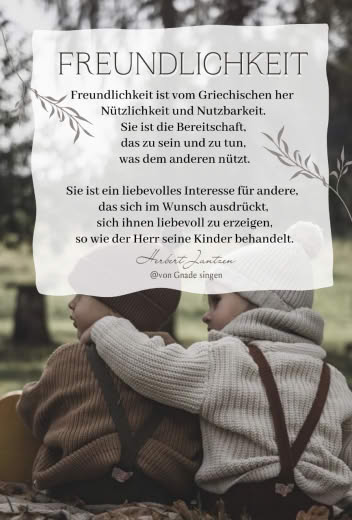 FREUNDLICHKEIT
Freundlichkeit ist vom Griechischen her
Nützlichkeit und Nutzbarkeit.
Sie ist die Bereitschaft,
das zu sein und zu tun,
was dem anderen nützt.
Sie ist ein liebevolles Interesse für andere,
das sich im Wunsch ausdrückt,
sich ihnen liebevoll zu erzeigen,
so wie der Herr seine Kinder behandelt.
Herbert Jantzen
@von Gnade singen